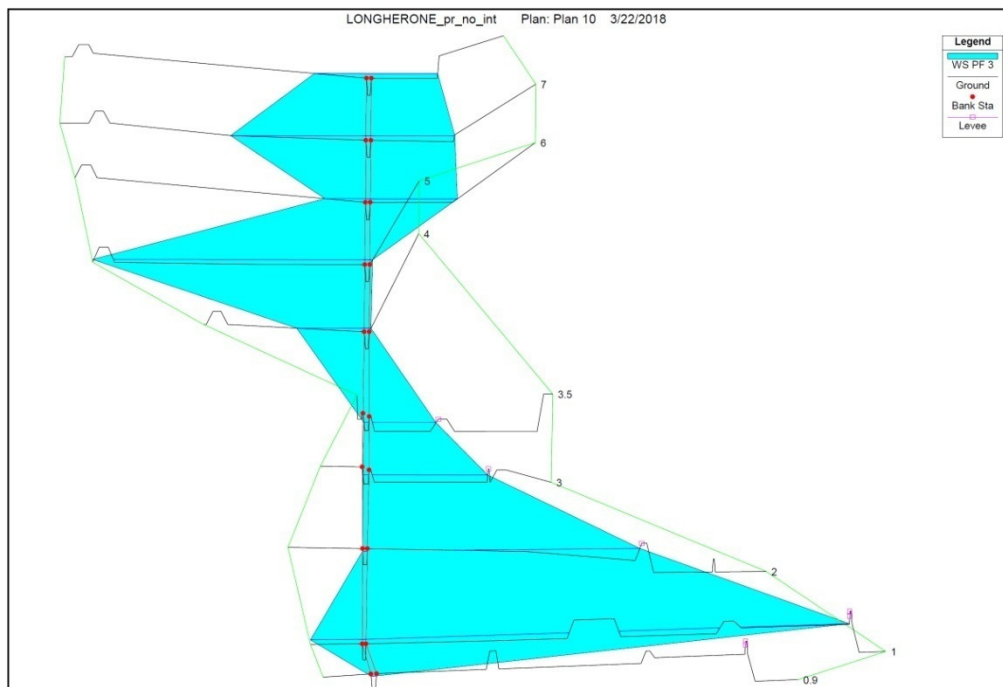 LONGHERONE_pr_no_int Plan: Plan 10 3/22/2018
Legend
WS PF 3
Ground
Bank Sta
Levee
7
6
5
4
3.5
3
2
1
0.9